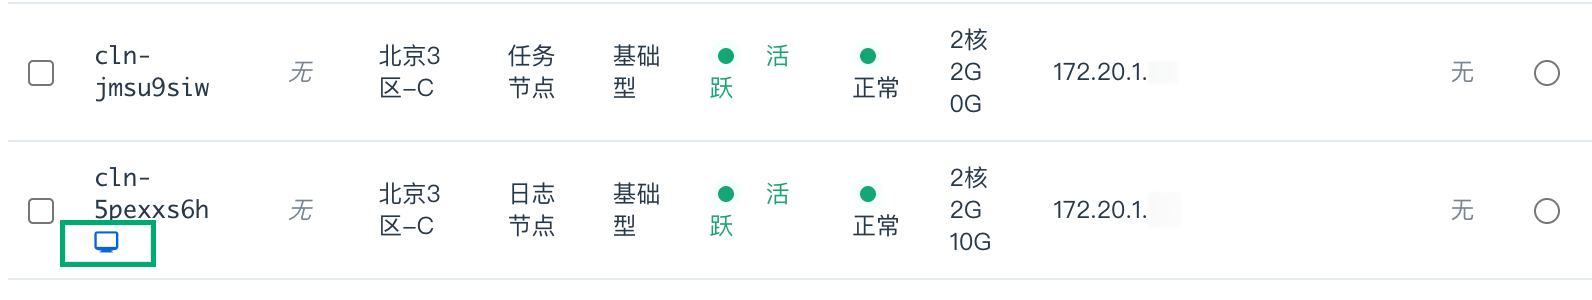 cln-
jmsu9siw
无
北京3
区-C
任务
节点
基础
型
活
跃
正常
2核
2G
0G
172.20.1.
无
cln-
5pexxs6h
无
北京3
区-C
日志
节点
基础
型
活
跃
正常
2核
2G
10G
172.20.1.
无